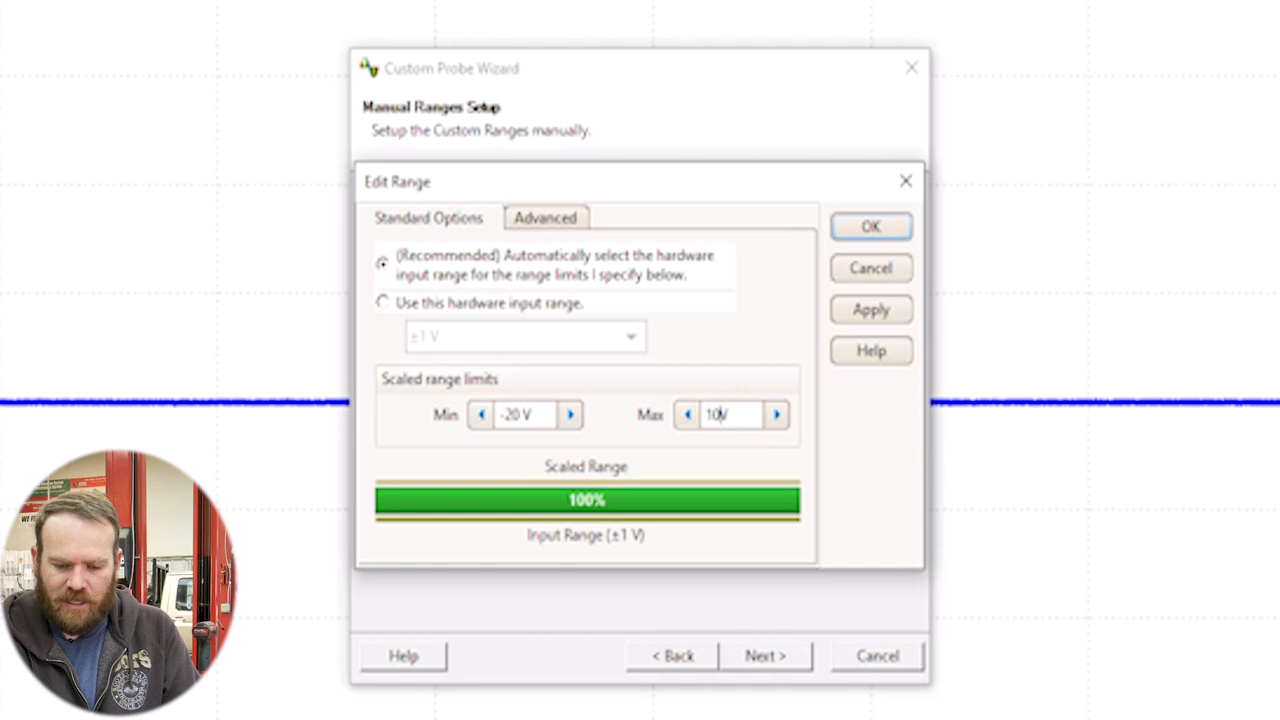 Custom Probe Wizard
Manual Ranges Setup
Setup the Custom Ranges manually.
Edit Range
Standard Options
Advanced
OK
(Recommended) Automatically select the hardware
input range for the range limits I specify below.
Cancel
Use this hardware input range.
Apply
±1 V
Help
Scaled range limits
Min
-20 V
Max
10V
Scaled Range
100%
Input Range (±1 V)
Help
< Back
Next >
Cancel